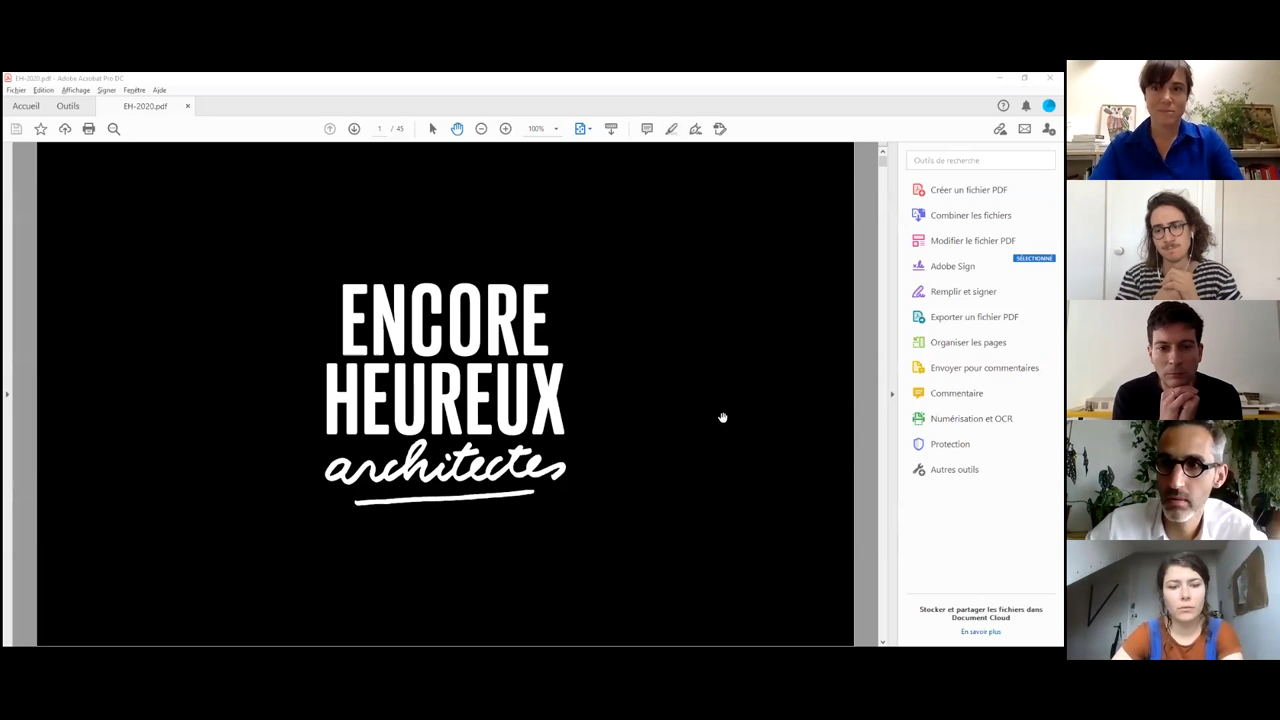 EH-2020.pdf - Adobe Acrobat Pro DC
Fichier Edition Affichage Signer Fenêtre Aide
Accueil Outils EH-2020.pdf ×
1 / 45 100%
ENCORE
HEUREUX
architectes
Outils de recherche
Créer un fichier PDF
Combiner les fichiers
Modifier le fichier PDF
SÉLECTIONNÉ
Adobe Sign
Remplir et signer
Exporter un fichier PDF
Organiser les pages
Envoyer pour commentaires
Commentaire
Numérisation et OCR
Protection
Autres outils
Stocker et partager les fichiers dans
Document Cloud
En savoir plus